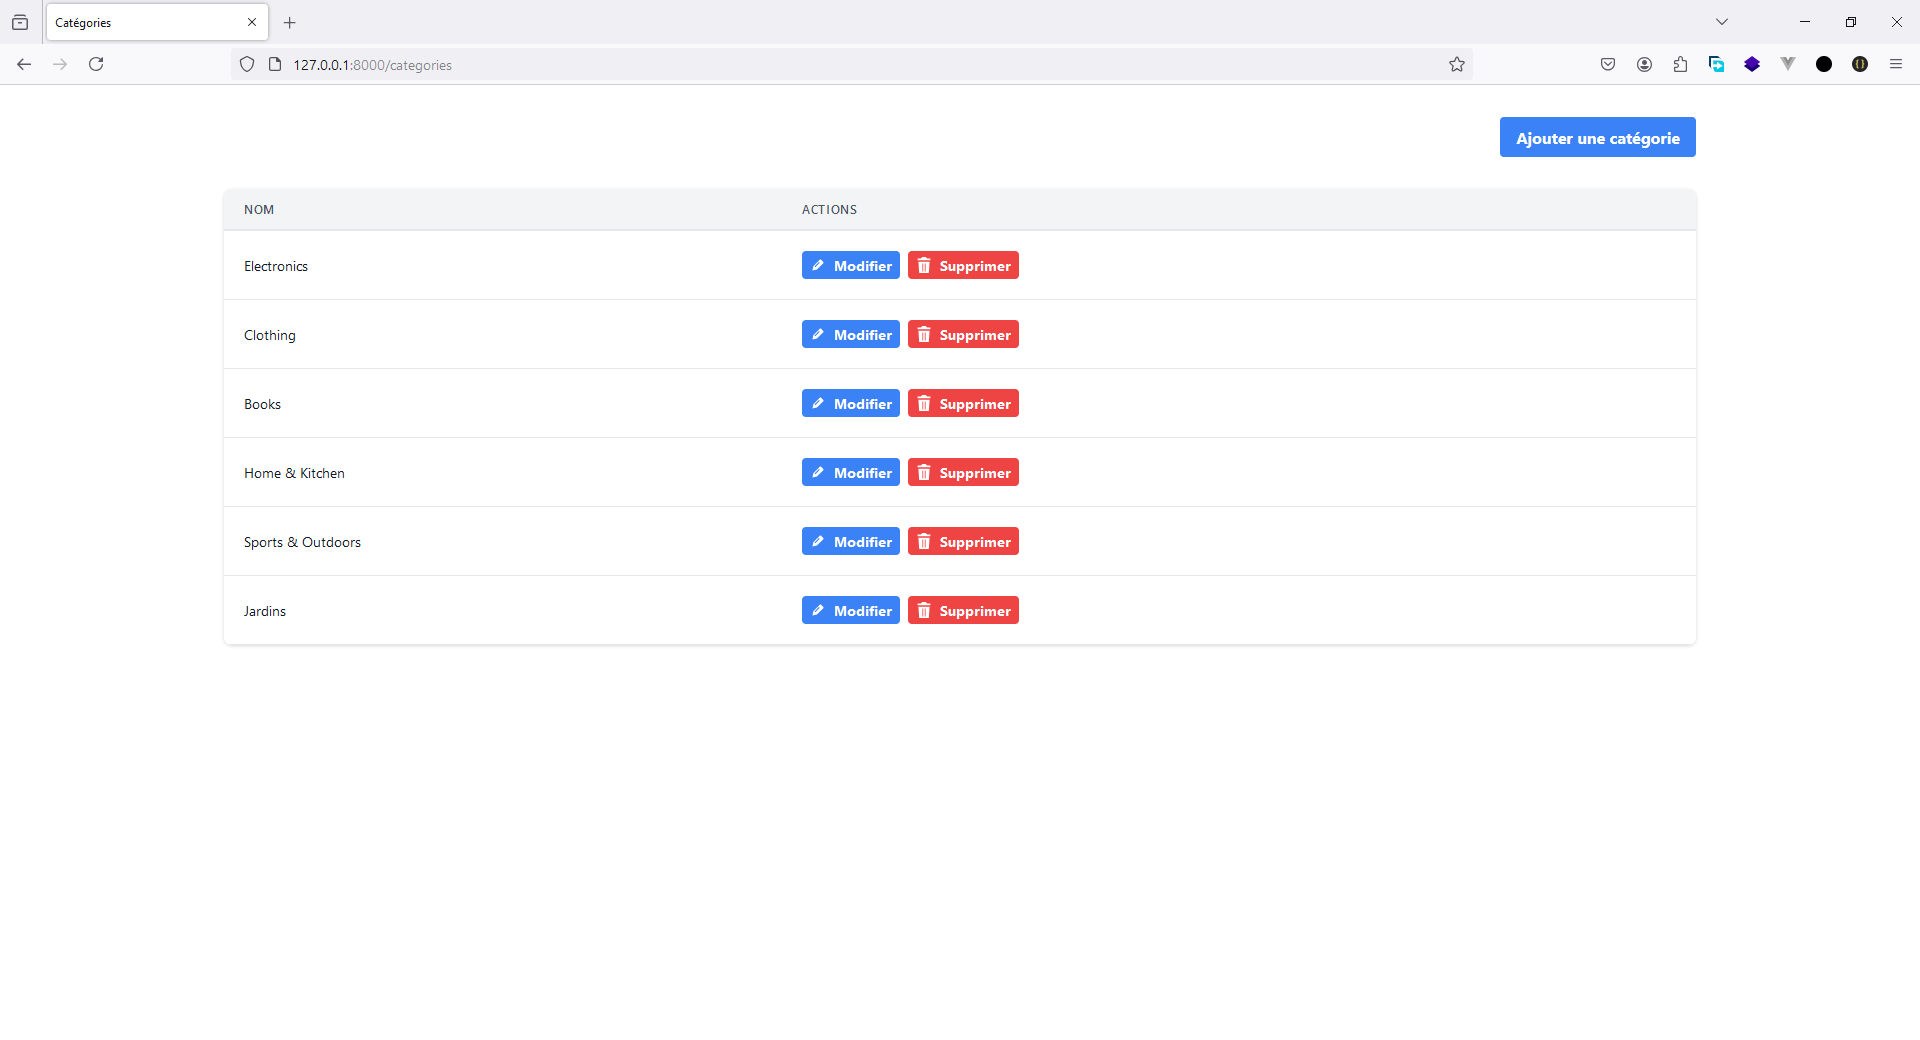 Catégories
127.0.0.1:8000/categories
Ajouter une catégorie
NOM ACTIONS
Electronics Modifier Supprimer
Clothing Modifier Supprimer
Books Modifier Supprimer
Home & Kitchen Modifier Supprimer
Sports & Outdoors Modifier Supprimer
Jardins Modifier Supprimer